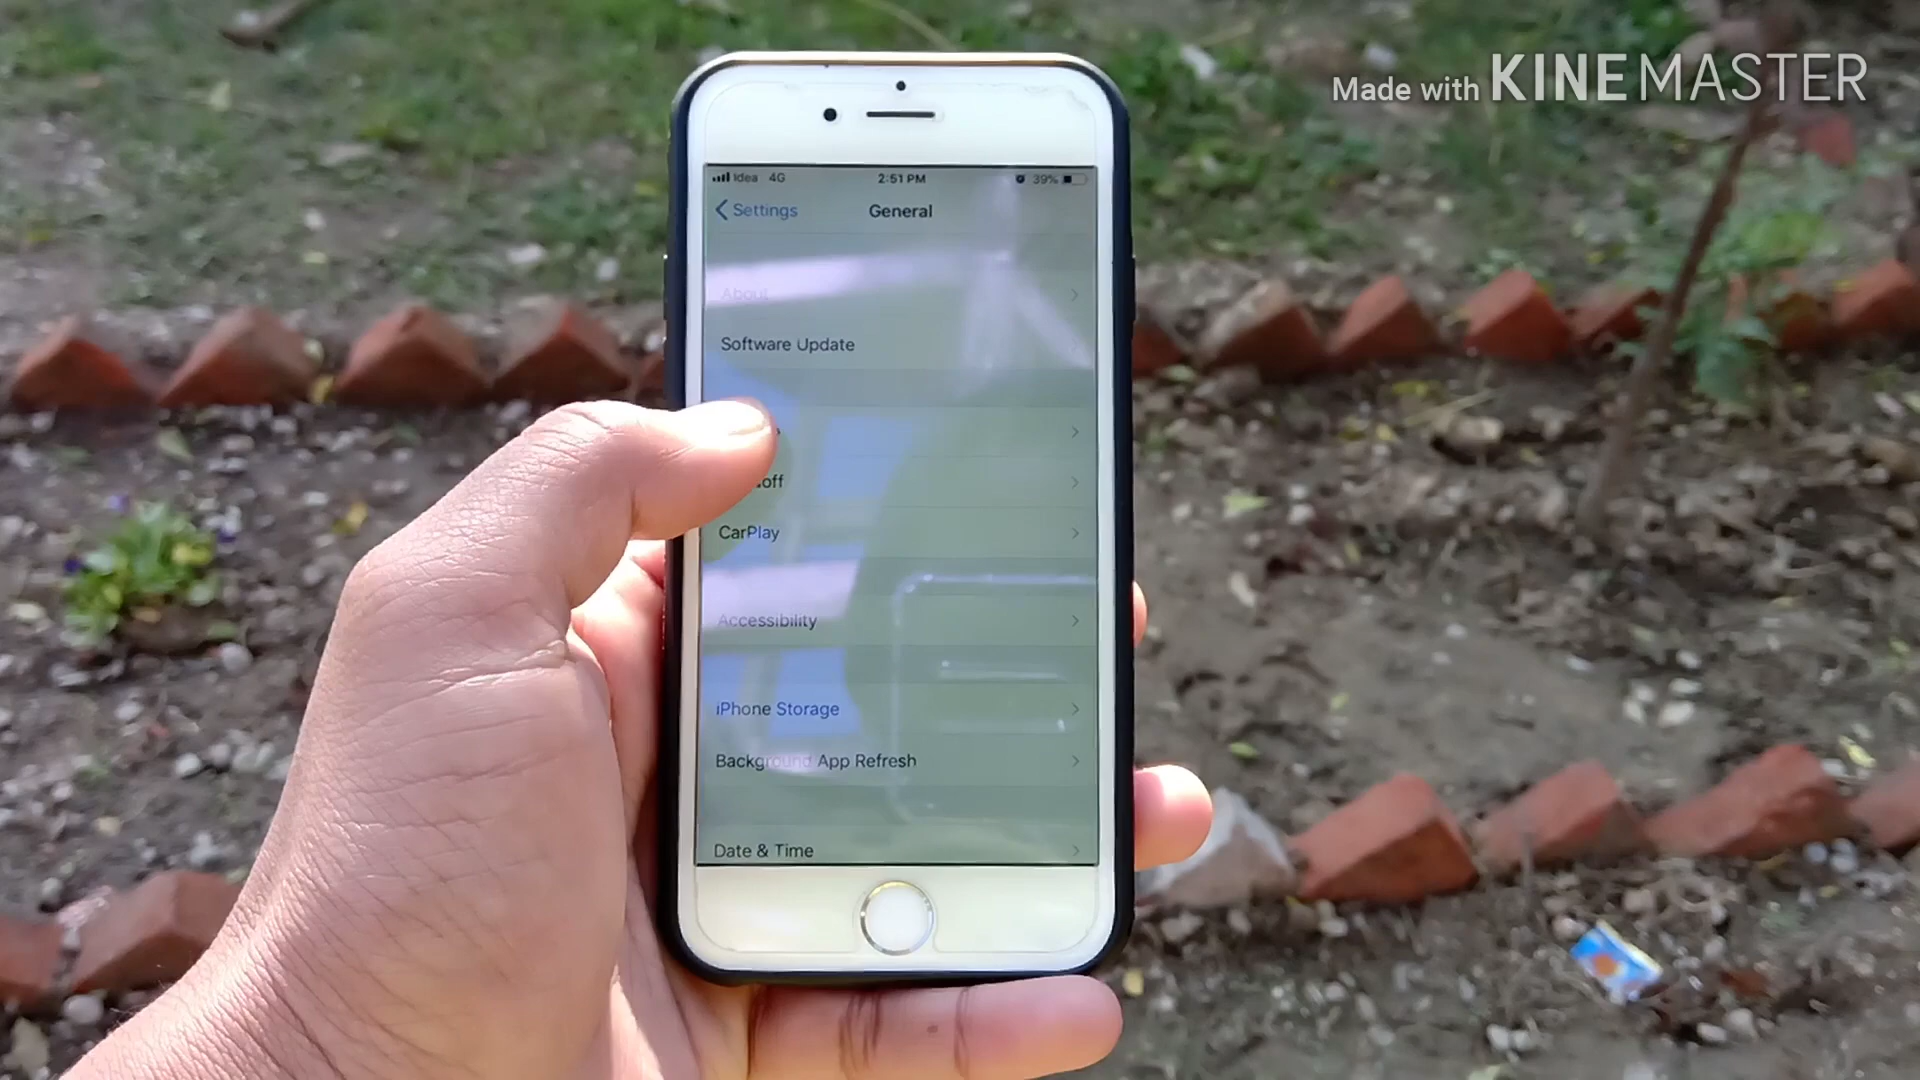 Made with KINEMASTER
Idea 4G 2:51 PM 39%
Settings General
About
Software Update
off
CarPlay
Accessibility
iPhone Storage
Background App Refresh
Date & Time